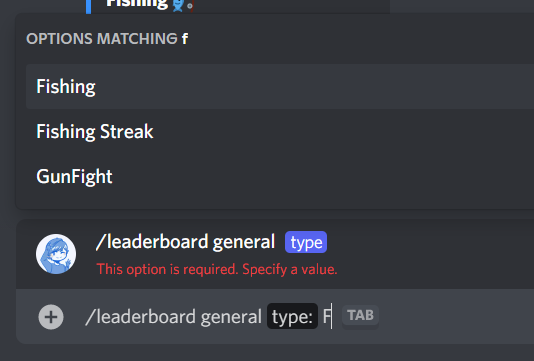 Fishing
OPTIONS MATCHING f
Fishing
Fishing Streak
GunFight
/leaderboard general type
This option is required. Specify a value.
/leaderboard general type: F TAB